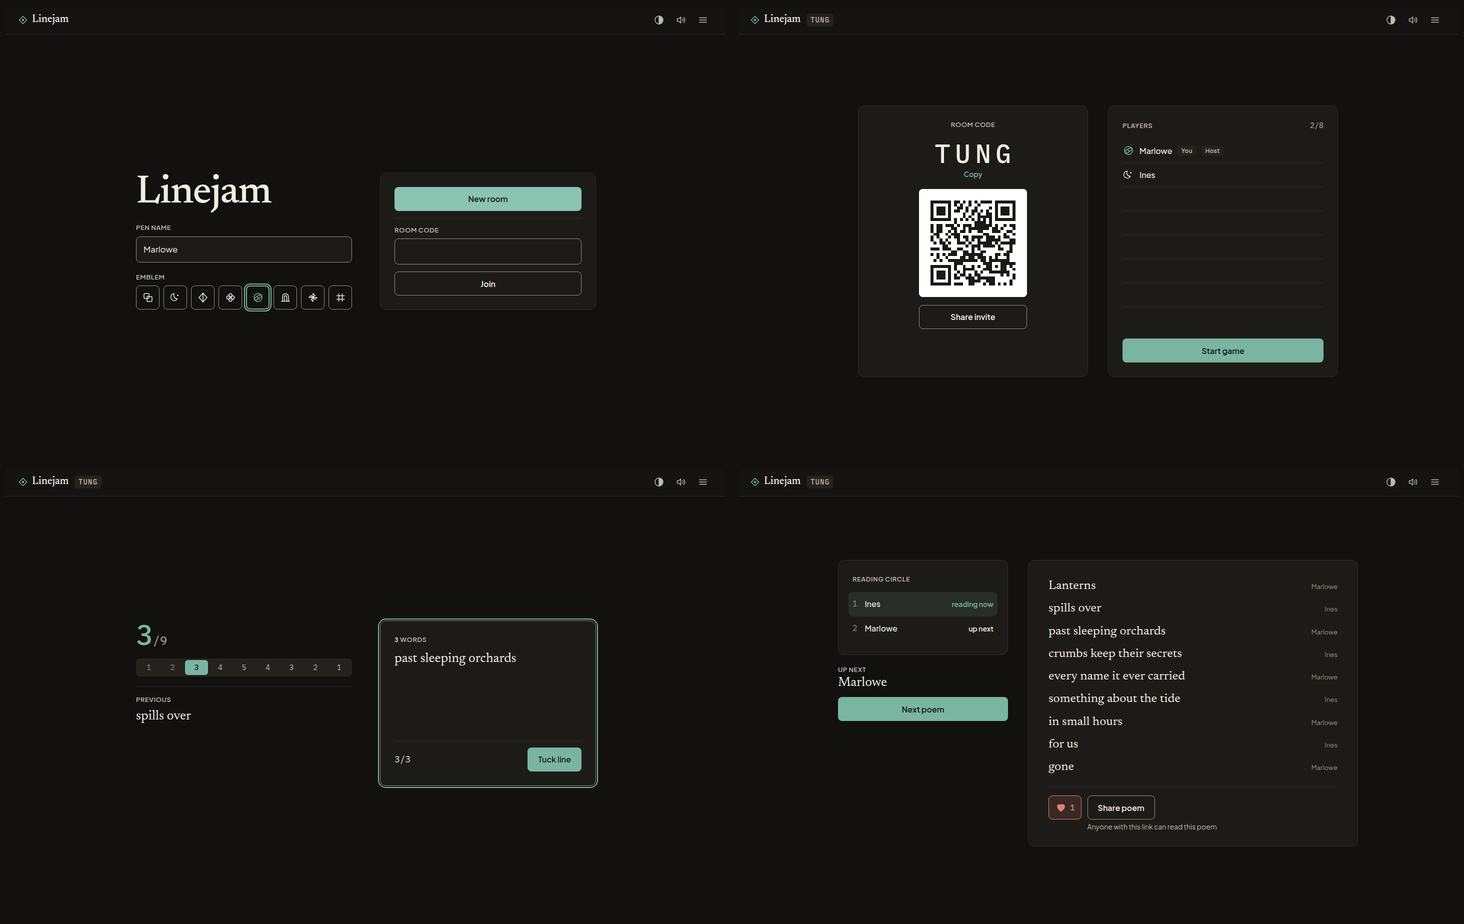 Linejam
Linejam
PEN NAME
Marlowe
EMBLEM
New room
ROOM CODE
Join
Linejam TUNG
ROOM CODE
TUNG
Copy
Share invite
PLAYERS 2/8
Marlowe You Host
Ines
Start game
Linejam TUNG
3/9
1 2 3 4 5 4 3 2 1
PREVIOUS
spills over
3 WORDS
past sleeping orchards
3/3 Tuck line
Linejam TUNG
READING CIRCLE
1 Ines reading now
2 Marlowe up next
UP NEXT
Marlowe
Next poem
Lanterns Marlowe
spills over Ines
past sleeping orchards Marlowe
crumbs keep their secrets Ines
every name it ever carried Marlowe
something about the tide Ines
in small hours Marlowe
for us Ines
gone Marlowe
1 Share poem
Anyone with this link can read this poem